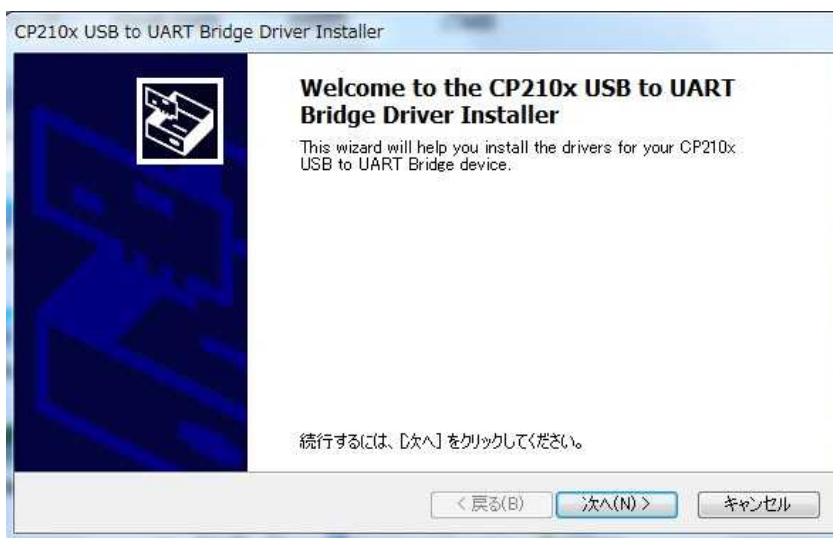 CP210x USB to UART Bridge Driver Installer
Welcome to the CP210x USB to UART
Bridge Driver Installer
This wizard will help you install the drivers for your CP210x
USB to UART Bridge device.
続行するには、[次へ] をクリックしてください。
< 戻る(B)
次へ(N) >
キャンセル